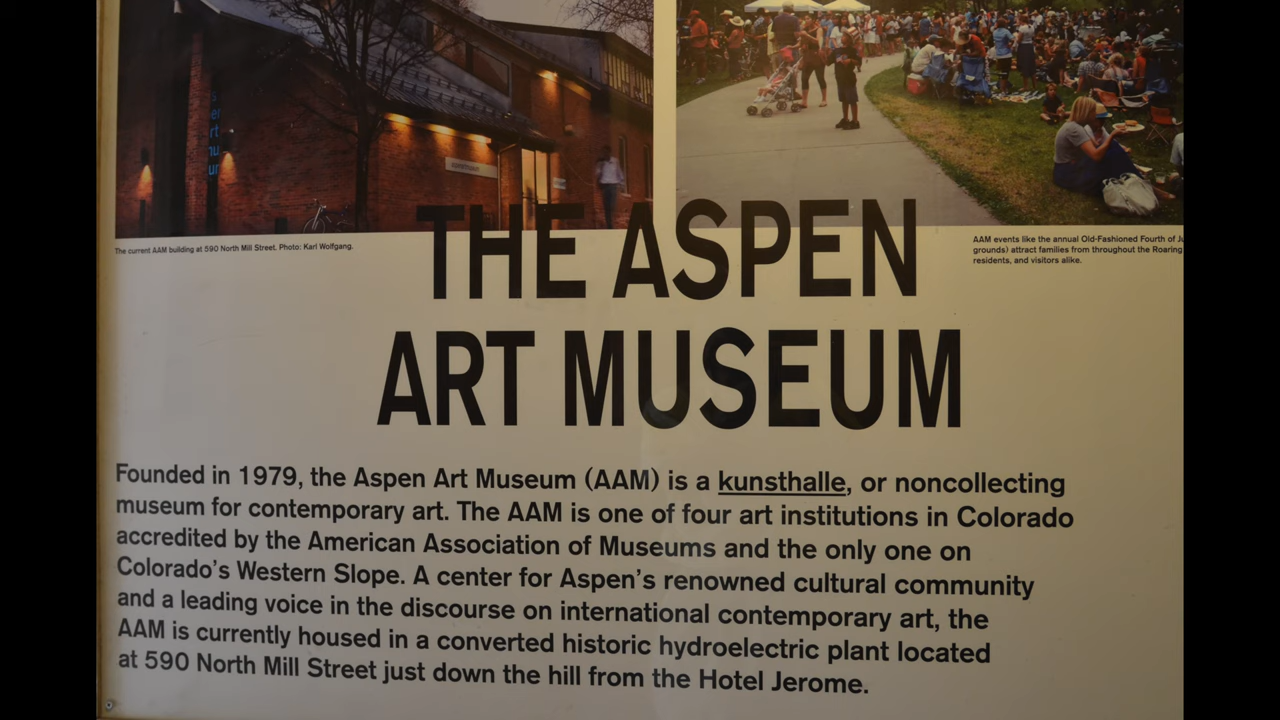 The current AAM building at 590 North Mill Street. Photo: Karl Wolfgang.
AAM events like the annual Old-Fashioned Fourth of
grounds) attract families from throughout the Roaring
residents, and visitors alike.
THE ASPEN
ART MUSEUM
Founded in 1979, the Aspen Art Museum (AAM) is a kunsthalle, or noncollecting
museum for contemporary art. The AAM is one of four art institutions in Colorado
accredited by the American Association of Museums and the only one on
Colorado's Western Slope. A center for Aspen's renowned cultural community
and a leading voice in the discourse on international contemporary art, the
AAM is currently housed in a converted historic hydroelectric plant located
at 590 North Mill Street just down the hill from the Hotel Jerome.